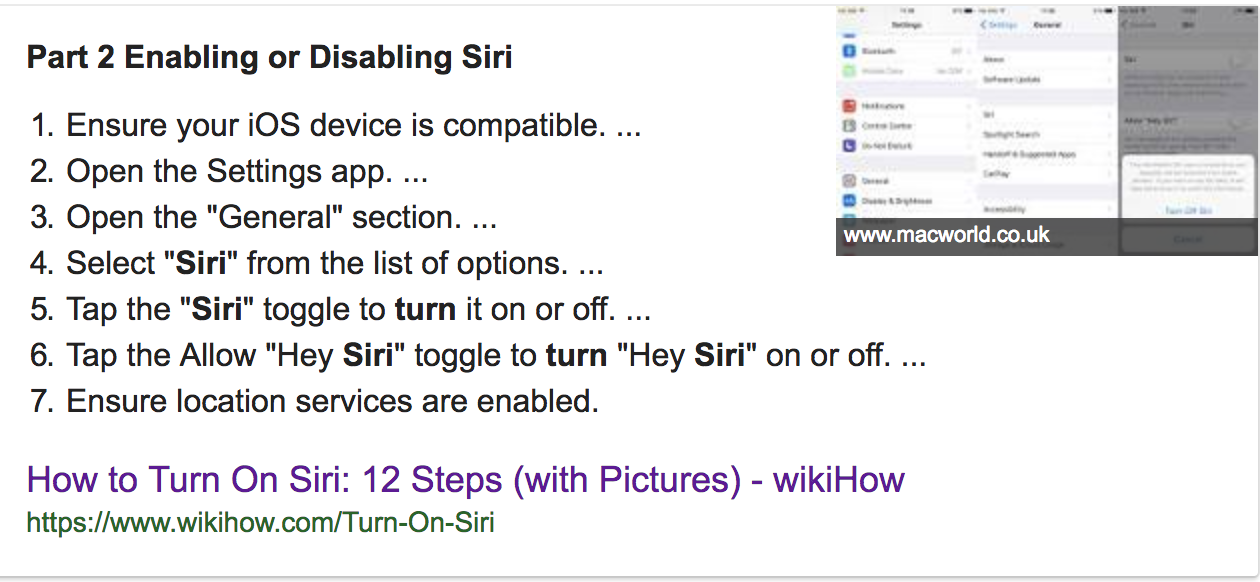 Part 2 Enabling or Disabling Siri
1. Ensure your iOS device is compatible. ...
2. Open the Settings app. ...
3. Open the "General" section. ...
4. Select "Siri" from the list of options. ...
5. Tap the "Siri" toggle to turn it on or off. ...
6. Tap the Allow "Hey Siri" toggle to turn "Hey Siri" on or off. ...
7. Ensure location services are enabled.
How to Turn On Siri: 12 Steps (with Pictures) - wikiHow
https://www.wikihow.com/Turn-On-Siri
Settings
Bluetooth
Notifications
Control Center
Do Not Disturb
General
Display & Brightness
Settings General
About
Software Update
Siri
Spotlight Search
Handoff & Suggested Apps
CarPlay
Accessibility
Siri
Allow "Hey Siri"
Turn Off Siri
Cancel
www.macworld.co.uk